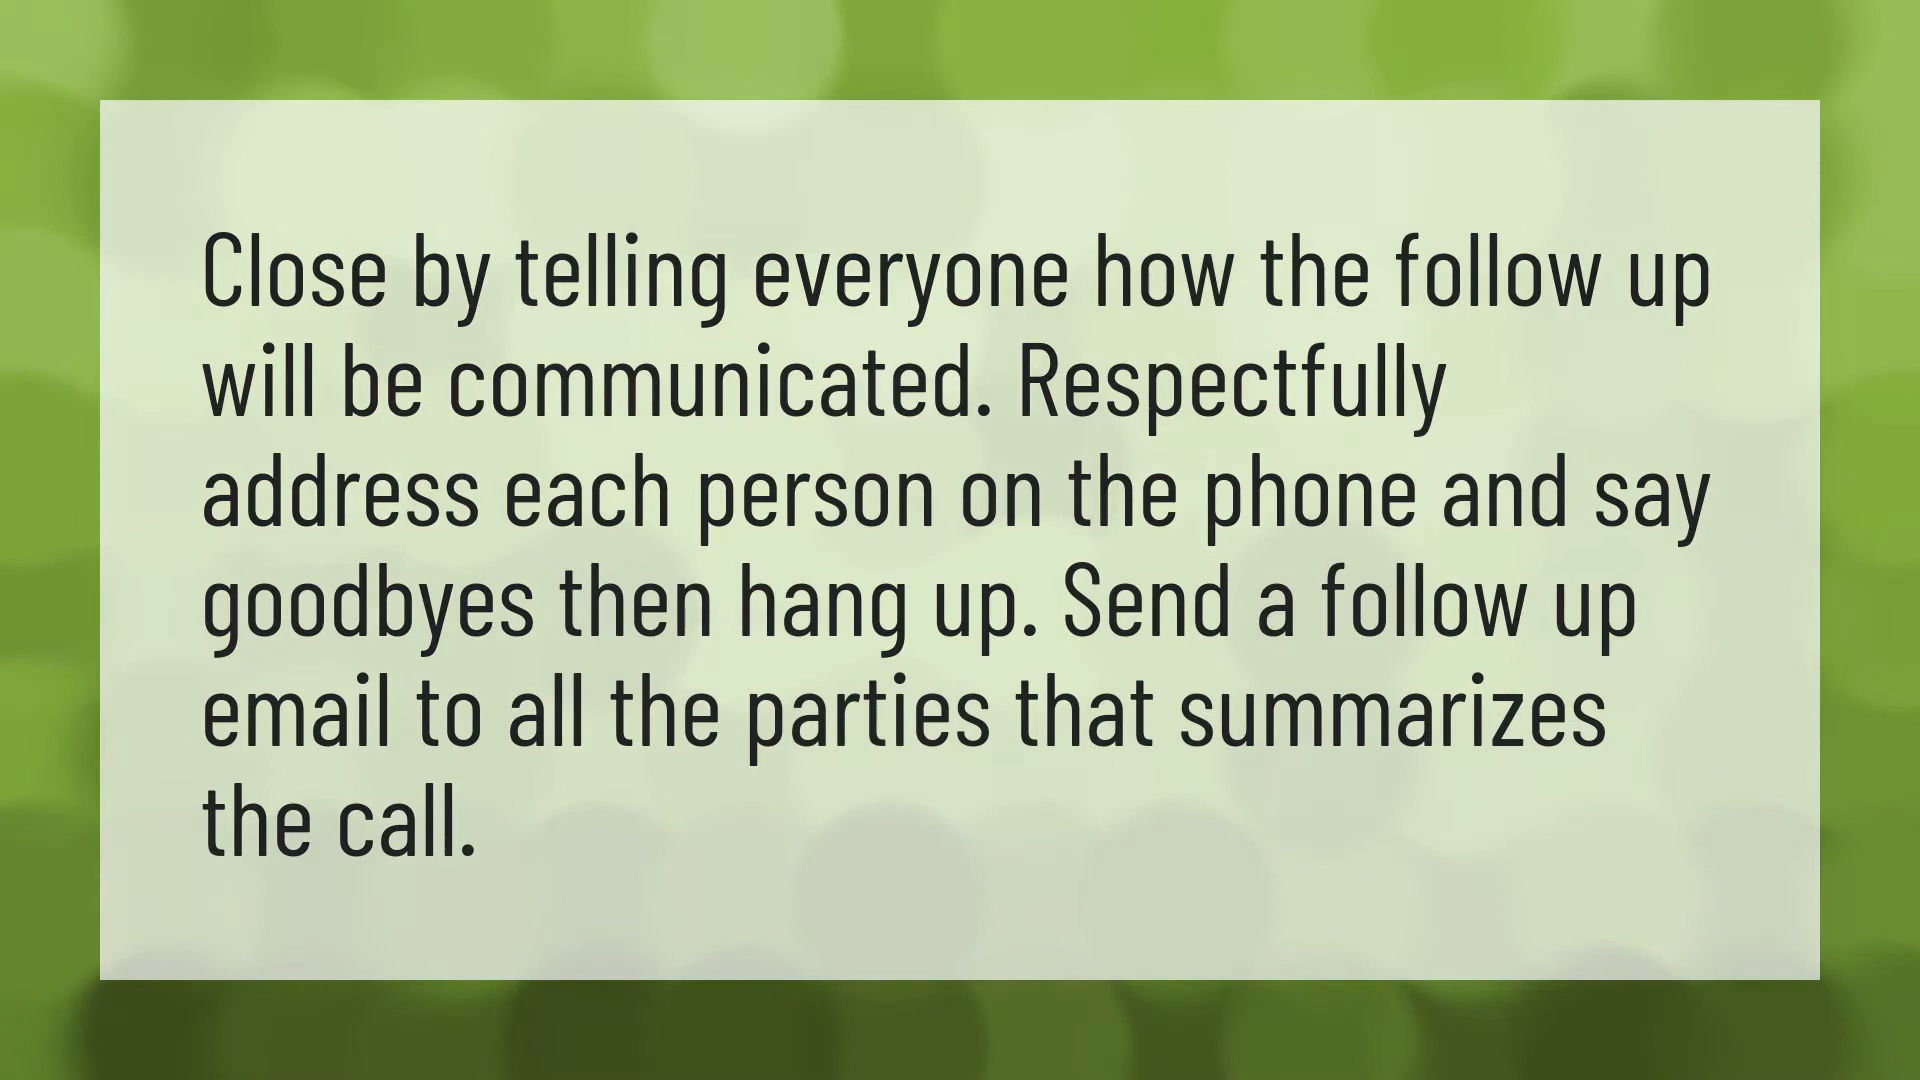 Close by telling everyone how the follow up
will be communicated. Respectfully
address each person on the phone and say
goodbyes then hang up. Send a follow up
email to all the parties that summarizes
the call.